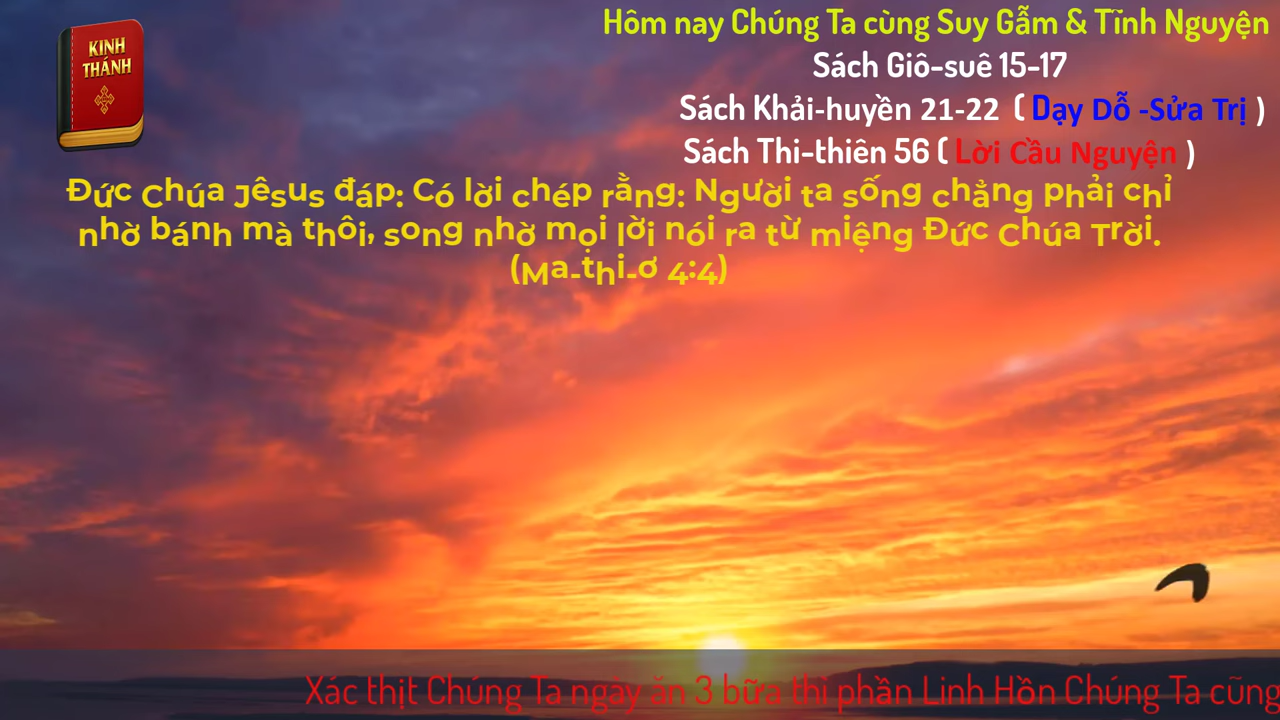 KINH
THÁNH
Hôm nay Chúng Ta cùng Suy Gẫm & Tĩnh Nguyện
Sách Giô-suê 15-17
Sách Khải-huyền 21-22 ( Dạy Dỗ -Sửa Trị )
Sách Thi-thiên 56 ( Lời Cầu Nguyện )
Đức Chúa Jêsus đáp: Có lời chép rằng: Người ta sống chẳng phải chỉ
nhờ bánh mà thôi, song nhờ mọi lời nói ra từ miệng Đức Chúa Trời.
(Ma-thi-ơ 4:4)
Xác thịt Chúng Ta ngày ăn 3 bữa thì phần Linh Hồn Chúng Ta cũng